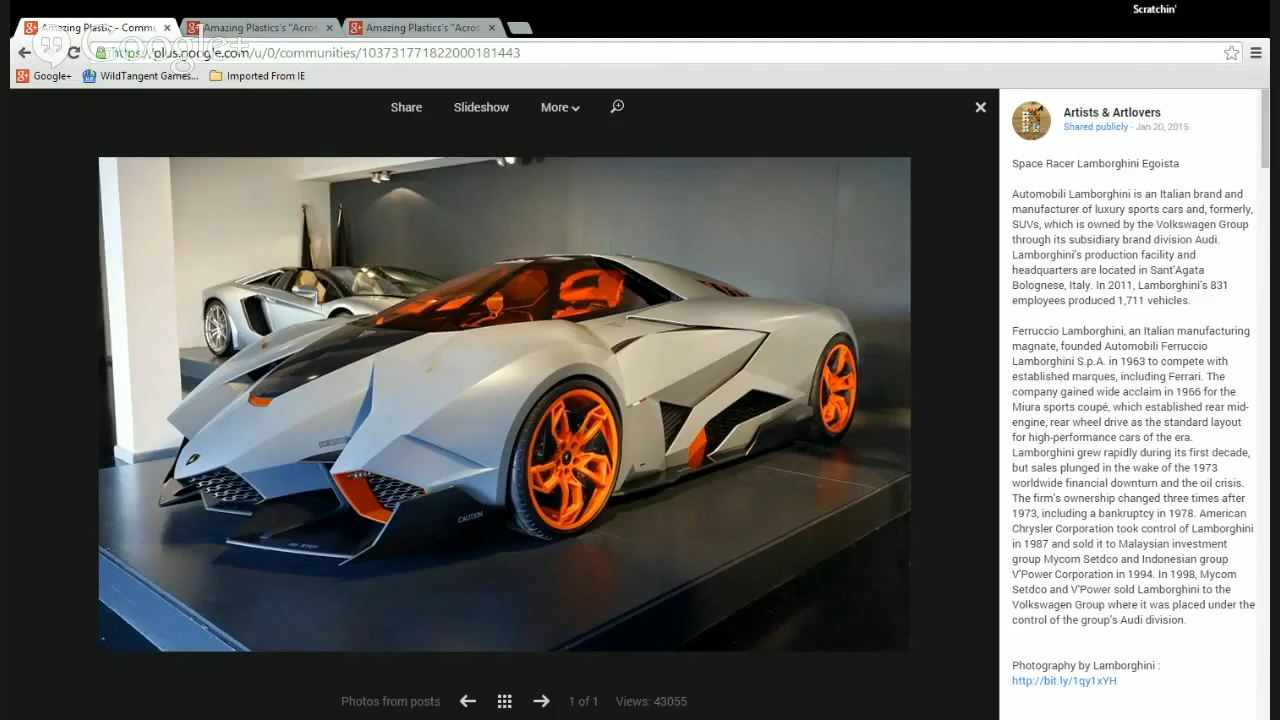 Scratchin'
Amazing Plastic - Commu
Amazing Plastics's "Acros
Amazing Plastics's "Acros
Google+
https://plus.google.com/u/0/communities/103731771822000181443
Google+
WildTangent Games...
Imported From IE
Share
Slideshow
More
Artists & Artlovers
Shared publicly - Jan 20, 2015
Space Racer Lamborghini Egoista
Automobili Lamborghini is an Italian brand and
manufacturer of luxury sports cars and, formerly,
SUVs, which is owned by the Volkswagen Group
through its subsidiary brand division Audi.
Lamborghini's production facility and
headquarters are located in Sant'Agata
Bolognese, Italy. In 2011, Lamborghini's 831
employees produced 1,711 vehicles.
Ferruccio Lamborghini, an Italian manufacturing
magnate, founded Automobili Ferruccio
Lamborghini S.p.A. in 1963 to compete with
established marques, including Ferrari. The
company gained wide acclaim in 1966 for the
Miura sports coupé, which established rear mid-
engine, rear wheel drive as the standard layout
for high-performance cars of the era.
Lamborghini grew rapidly during its first decade,
but sales plunged in the wake of the 1973
worldwide financial downturn and the oil crisis.
The firm's ownership changed three times after
1973, including a bankruptcy in 1978. American
Chrysler Corporation took control of Lamborghini
in 1987 and sold it to Malaysian investment
group Mycom Setdco and Indonesian group
V'Power Corporation in 1994. In 1998, Mycom
Setdco and V'Power sold Lamborghini to the
Volkswagen Group where it was placed under the
control of the group's Audi division.
Photography by Lamborghini :
http://bit.ly/1qy1xYH
CAUTION
NO STEP
Photos from posts
1 of 1
Views: 43055